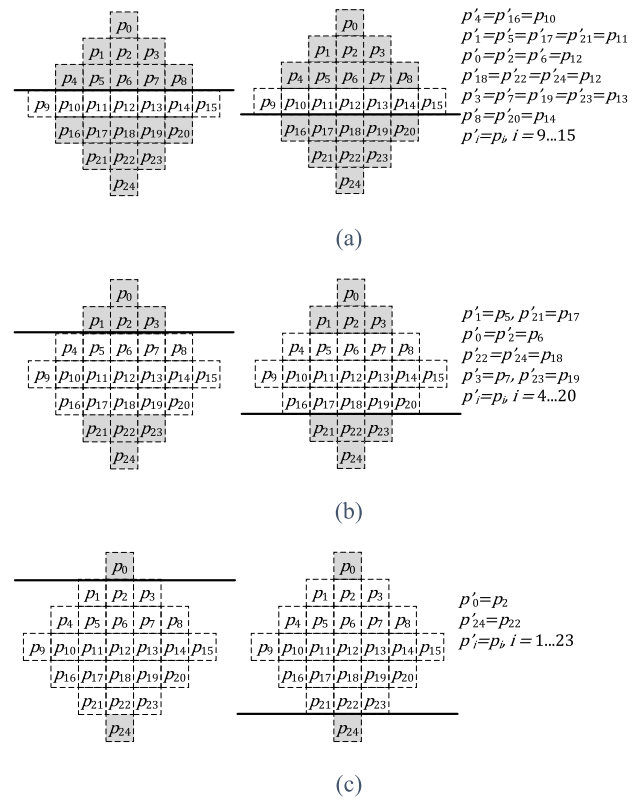 p₀ p₀ p′₄=p′₁₆=p₁₀
p₁ p₂ p₃ p₁ p₂ p₃ p′₁=p′₅=p′₁₇=p′₂₁=p₁₁
p₄ p₅ p₆ p₇ p₈ p₄ p₅ p₆ p₇ p₈ p′₀=p′₂=p′₆=p₁₂
p′₁₈=p′₂₂=p′₂₄=p₁₂
p₉ p₁₀ p₁₁ p₁₂ p₁₃ p₁₄ p₁₅ p₉ p₁₀ p₁₁ p₁₂ p₁₃ p₁₄ p₁₅ p′₃=p′₇=p′₁₉=p′₂₃=p₁₃
p₁₆ p₁₇ p₁₈ p₁₉ p₂₀ p₁₆ p₁₇ p₁₈ p₁₉ p₂₀ p′₈=p′₂₀=p₁₄
p′ᵢ=pᵢ, i = 9...15
p₂₁ p₂₂ p₂₃ p₂₁ p₂₂ p₂₃
p₂₄ p₂₄
(a)
p₀ p₀
p₁ p₂ p₃ p₁ p₂ p₃ p′₁=p₅, p′₂₁=p₁₇
p₄ p₅ p₆ p₇ p₈ p₄ p₅ p₆ p₇ p₈ p′₀=p′₂=p₆
p′₂₂=p′₂₄=p₁₈
p₉ p₁₀ p₁₁ p₁₂ p₁₃ p₁₄ p₁₅ p₉ p₁₀ p₁₁ p₁₂ p₁₃ p₁₄ p₁₅ p′₃=p₇, p′₂₃=p₁₉
p₁₆ p₁₇ p₁₈ p₁₉ p₂₀ p₁₆ p₁₇ p₁₈ p₁₉ p₂₀ p′ᵢ=pᵢ, i = 4...20
p₂₁ p₂₂ p₂₃ p₂₁ p₂₂ p₂₃
p₂₄ p₂₄
(b)
p₀ p₀
p₁ p₂ p₃ p₁ p₂ p₃ p′₀=p₂
p₄ p₅ p₆ p₇ p₈ p₄ p₅ p₆ p₇ p₈ p′₂₄=p₂₂
p₉ p₁₀ p₁₁ p₁₂ p₁₃ p₁₄ p₁₅ p₉ p₁₀ p₁₁ p₁₂ p₁₃ p₁₄ p₁₅ p′ᵢ=pᵢ, i = 1...23
p₁₆ p₁₇ p₁₈ p₁₉ p₂₀ p₁₆ p₁₇ p₁₈ p₁₉ p₂₀
p₂₁ p₂₂ p₂₃ p₂₁ p₂₂ p₂₃
p₂₄ p₂₄
(c)